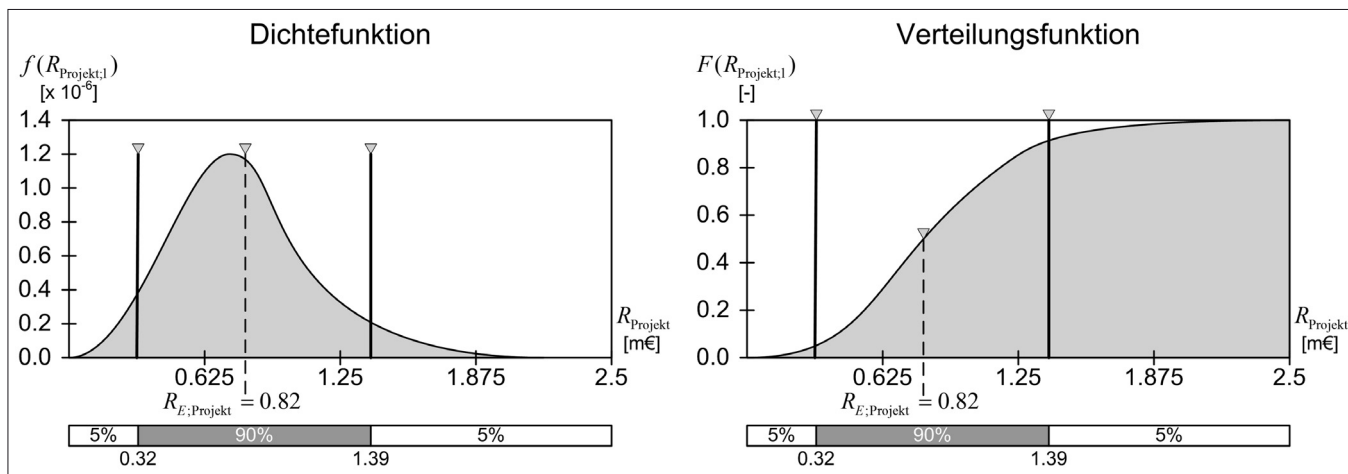 Dichtefunktion
f(R_Projekt;1)
[x 10^-6]
1.4
1.2
1.0
0.8
0.6
0.4
0.2
0.0
0.625 1.25 1.875 2.5
R_Projekt
[m€]
R_E;Projekt = 0.82
5% 90% 5%
0.32 1.39
Verteilungsfunktion
F(R_Projekt;1)
[-]
1.0
0.8
0.6
0.4
0.2
0.0
0.625 1.25 1.875 2.5
R_Projekt
[m€]
R_E;Projekt = 0.82
5% 90% 5%
0.32 1.39